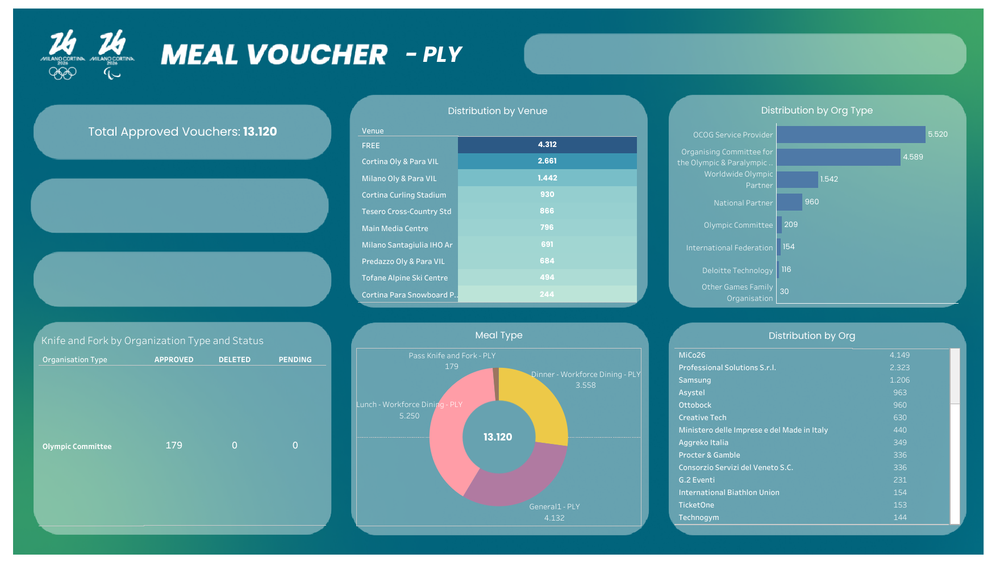 MILANO CORTINA
2026
MILANO CORTINA
2026
MEAL VOUCHER - PLY
Total Approved Vouchers: 13.120
Distribution by Venue
Venue
FREE 4.312
Cortina Oly & Para VIL 2.661
Milano Oly & Para VIL 1.442
Cortina Curling Stadium 930
Tesero Cross-Country Std 866
Main Media Centre 796
Milano Santagiulia IHO Ar 691
Predazzo Oly & Para VIL 684
Tofane Alpine Ski Centre 494
Cortina Para Snowboard P.. 244
Distribution by Org Type
OCOG Service Provider 5.520
Organising Committee for
the Olympic & Paralympic .. 4.589
Worldwide Olympic
Partner 1.542
National Partner 960
Olympic Committee 209
International Federation 154
Deloitte Technology 116
Other Games Family
Organisation 30
Knife and Fork by Organization Type and Status
Organisation Type APPROVED DELETED PENDING
Olympic Committee 179 0 0
Meal Type
Pass Knife and Fork - PLY
179
Dinner - Workforce Dining - PLY
3.558
Lunch - Workforce Dining - PLY
5.250
13.120
General1 - PLY
4.132
Distribution by Org
MiCo26 4.149
Professional Solutions S.r.l. 2.323
Samsung 1.206
Asystel 963
Ottobock 960
Creative Tech 630
Ministero delle Imprese e del Made in Italy 440
Aggreko Italia 349
Procter & Gamble 336
Consorzio Servizi del Veneto S.C. 336
G.2 Eventi 231
International Biathlon Union 154
TicketOne 153
Technogym 144